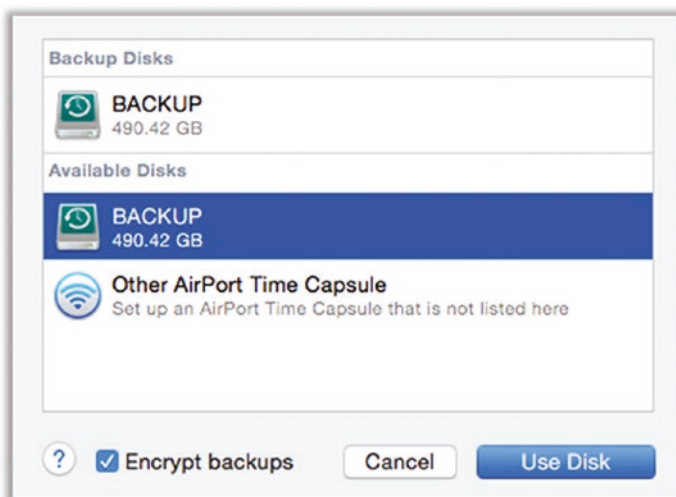 Backup Disks
BACKUP
490.42 GB
Available Disks
BACKUP
490.42 GB
Other AirPort Time Capsule
Set up an AirPort Time Capsule that is not listed here
? Encrypt backups Cancel Use Disk